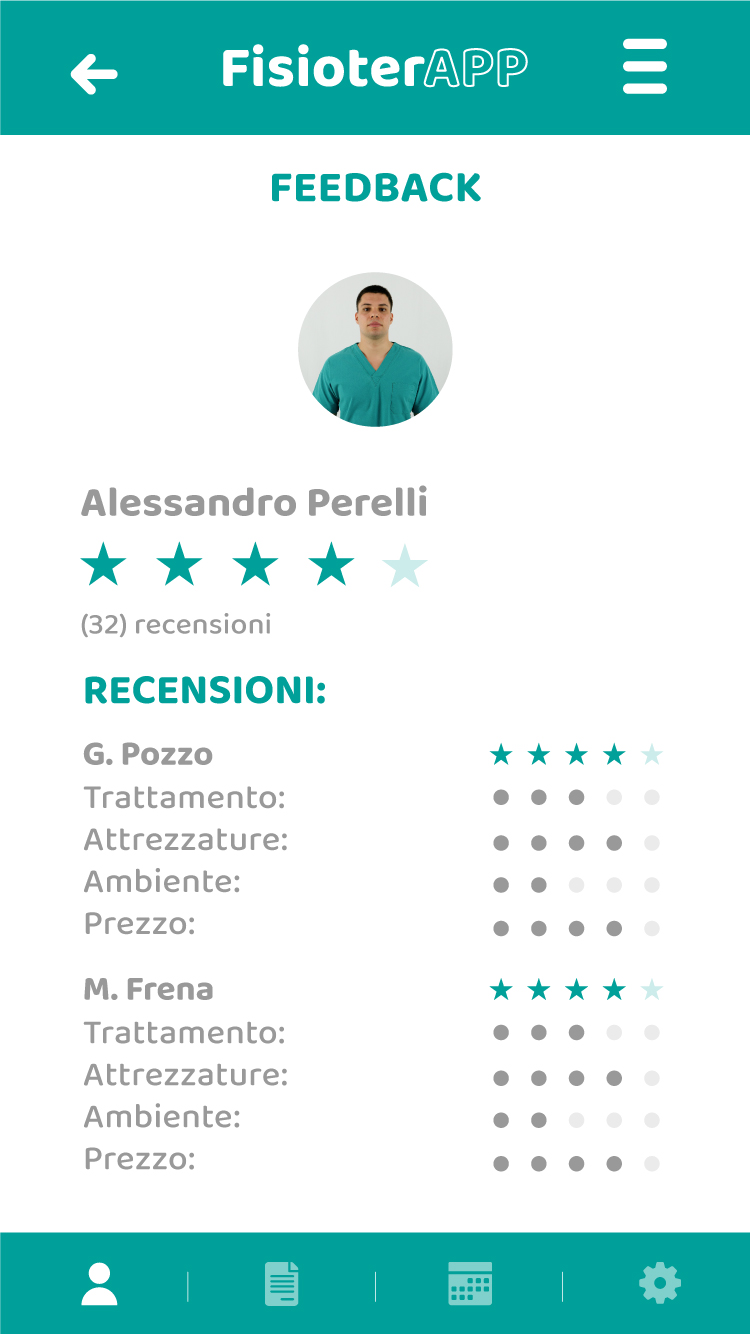 FisioterAPP
FEEDBACK
Alessandro Perelli
(32) recensioni
RECENSIONI:
G. Pozzo
Trattamento:
Attrezzature:
Ambiente:
Prezzo:
M. Frena
Trattamento:
Attrezzature:
Ambiente:
Prezzo: